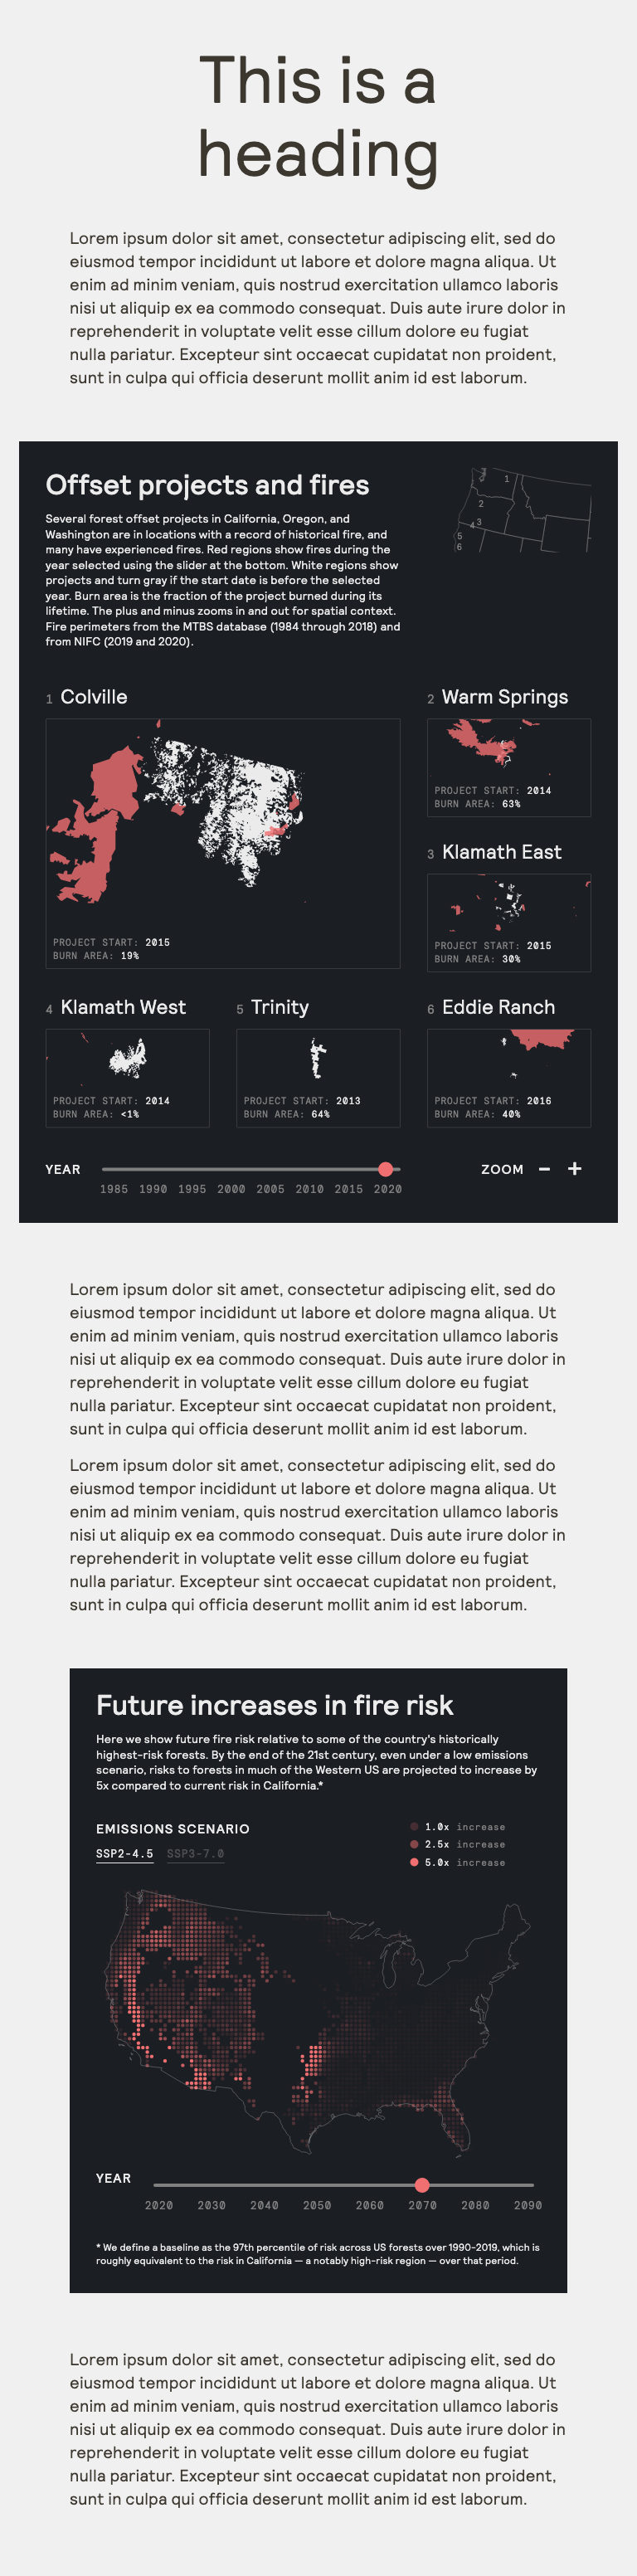 This is a
heading
Lorem ipsum dolor sit amet, consectetur adipiscing elit, sed do
eiusmod tempor incididunt ut labore et dolore magna aliqua. Ut
enim ad minim veniam, quis nostrud exercitation ullamco laboris
nisi ut aliquip ex ea commodo consequat. Duis aute irure dolor in
reprehenderit in voluptate velit esse cillum dolore eu fugiat
nulla pariatur. Excepteur sint occaecat cupidatat non proident,
sunt in culpa qui officia deserunt mollit anim id est laborum.
Offset projects and fires
Several forest offset projects in California, Oregon, and
Washington are in locations with a record of historical fire, and
many have experienced fires. Red regions show fires during the
year selected using the slider at the bottom. White regions show
projects and turn gray if the start date is before the selected
year. Burn area is the fraction of the project burned during its
lifetime. The plus and minus zooms in and out for spatial context.
Fire perimeters from the MTBS database (1984 through 2018) and
from NIFC (2019 and 2020).
1
2
4 3
5
6
1 Colville
PROJECT START: 2015
BURN AREA: 19%
2 Warm Springs
PROJECT START: 2014
BURN AREA: 63%
3 Klamath East
PROJECT START: 2015
BURN AREA: 30%
4 Klamath West
PROJECT START: 2014
BURN AREA: <1%
5 Trinity
PROJECT START: 2013
BURN AREA: 64%
6 Eddie Ranch
PROJECT START: 2016
BURN AREA: 40%
YEAR
1985 1990 1995 2000 2005 2010 2015 2020
ZOOM − +
Lorem ipsum dolor sit amet, consectetur adipiscing elit, sed do
eiusmod tempor incididunt ut labore et dolore magna aliqua. Ut
enim ad minim veniam, quis nostrud exercitation ullamco laboris
nisi ut aliquip ex ea commodo consequat. Duis aute irure dolor in
reprehenderit in voluptate velit esse cillum dolore eu fugiat
nulla pariatur. Excepteur sint occaecat cupidatat non proident,
sunt in culpa qui officia deserunt mollit anim id est laborum.
Lorem ipsum dolor sit amet, consectetur adipiscing elit, sed do
eiusmod tempor incididunt ut labore et dolore magna aliqua. Ut
enim ad minim veniam, quis nostrud exercitation ullamco laboris
nisi ut aliquip ex ea commodo consequat. Duis aute irure dolor in
reprehenderit in voluptate velit esse cillum dolore eu fugiat
nulla pariatur. Excepteur sint occaecat cupidatat non proident,
sunt in culpa qui officia deserunt mollit anim id est laborum.
Future increases in fire risk
Here we show future fire risk relative to some of the country's historically
highest-risk forests. By the end of the 21st century, even under a low emissions
scenario, risks to forests in much of the Western US are projected to increase by
5x compared to current risk in California.*
EMISSIONS SCENARIO
SSP2-4.5 SSP3-7.0
1.0x increase
2.5x increase
5.0x increase
YEAR
2020 2030 2040 2050 2060 2070 2080 2090
* We define a baseline as the 97th percentile of risk across US forests over 1990-2019, which is
roughly equivalent to the risk in California — a notably high-risk region — over that period.
Lorem ipsum dolor sit amet, consectetur adipiscing elit, sed do
eiusmod tempor incididunt ut labore et dolore magna aliqua. Ut
enim ad minim veniam, quis nostrud exercitation ullamco laboris
nisi ut aliquip ex ea commodo consequat. Duis aute irure dolor in
reprehenderit in voluptate velit esse cillum dolore eu fugiat
nulla pariatur. Excepteur sint occaecat cupidatat non proident,
sunt in culpa qui officia deserunt mollit anim id est laborum.